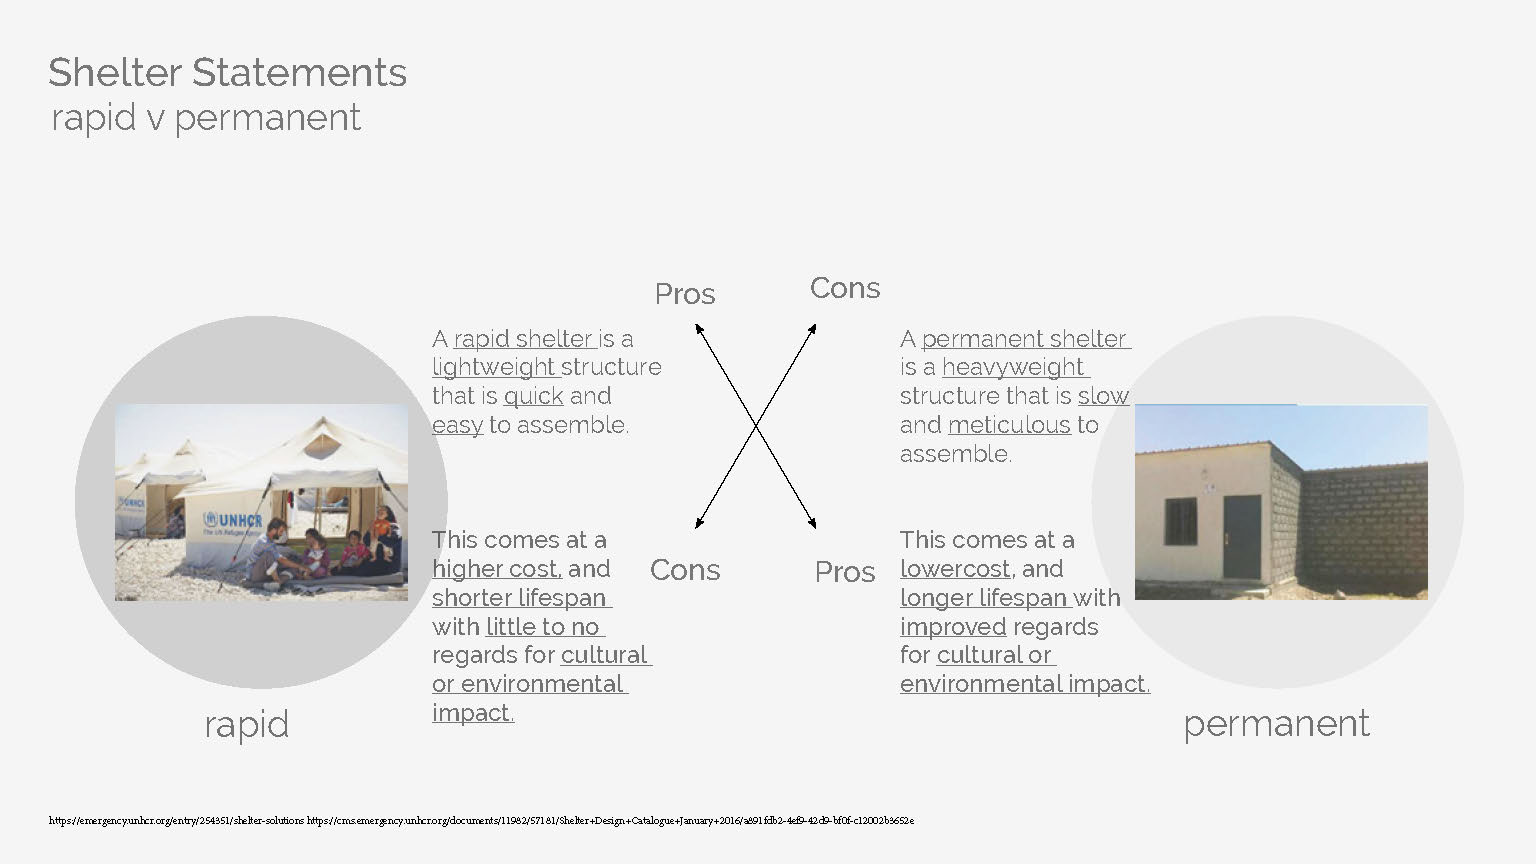 Shelter Statements
rapid v permanent
Pros
Cons
A rapid shelter is a
lightweight structure
that is quick and
easy to assemble.
A permanent shelter
is a heavyweight
structure that is slow
and meticulous to
assemble.
UNHCR
UNHCR
The UN Refugee Agency
This comes at a
higher cost, and
shorter lifespan
with little to no
regards for cultural
or environmental
impact.
Cons
Pros
This comes at a
lowercost, and
longer lifespan with
improved regards
for cultural or
environmental impact.
rapid
permanent
https://emergency.unhcr.org/entry/254351/shelter-solutions https://cms.emergency.unhcr.org/documents/11982/57181/Shelter+Design+Catalogue+January+2016/a891fdb2-4ef9-42d9-bf0f-c12002b3652e